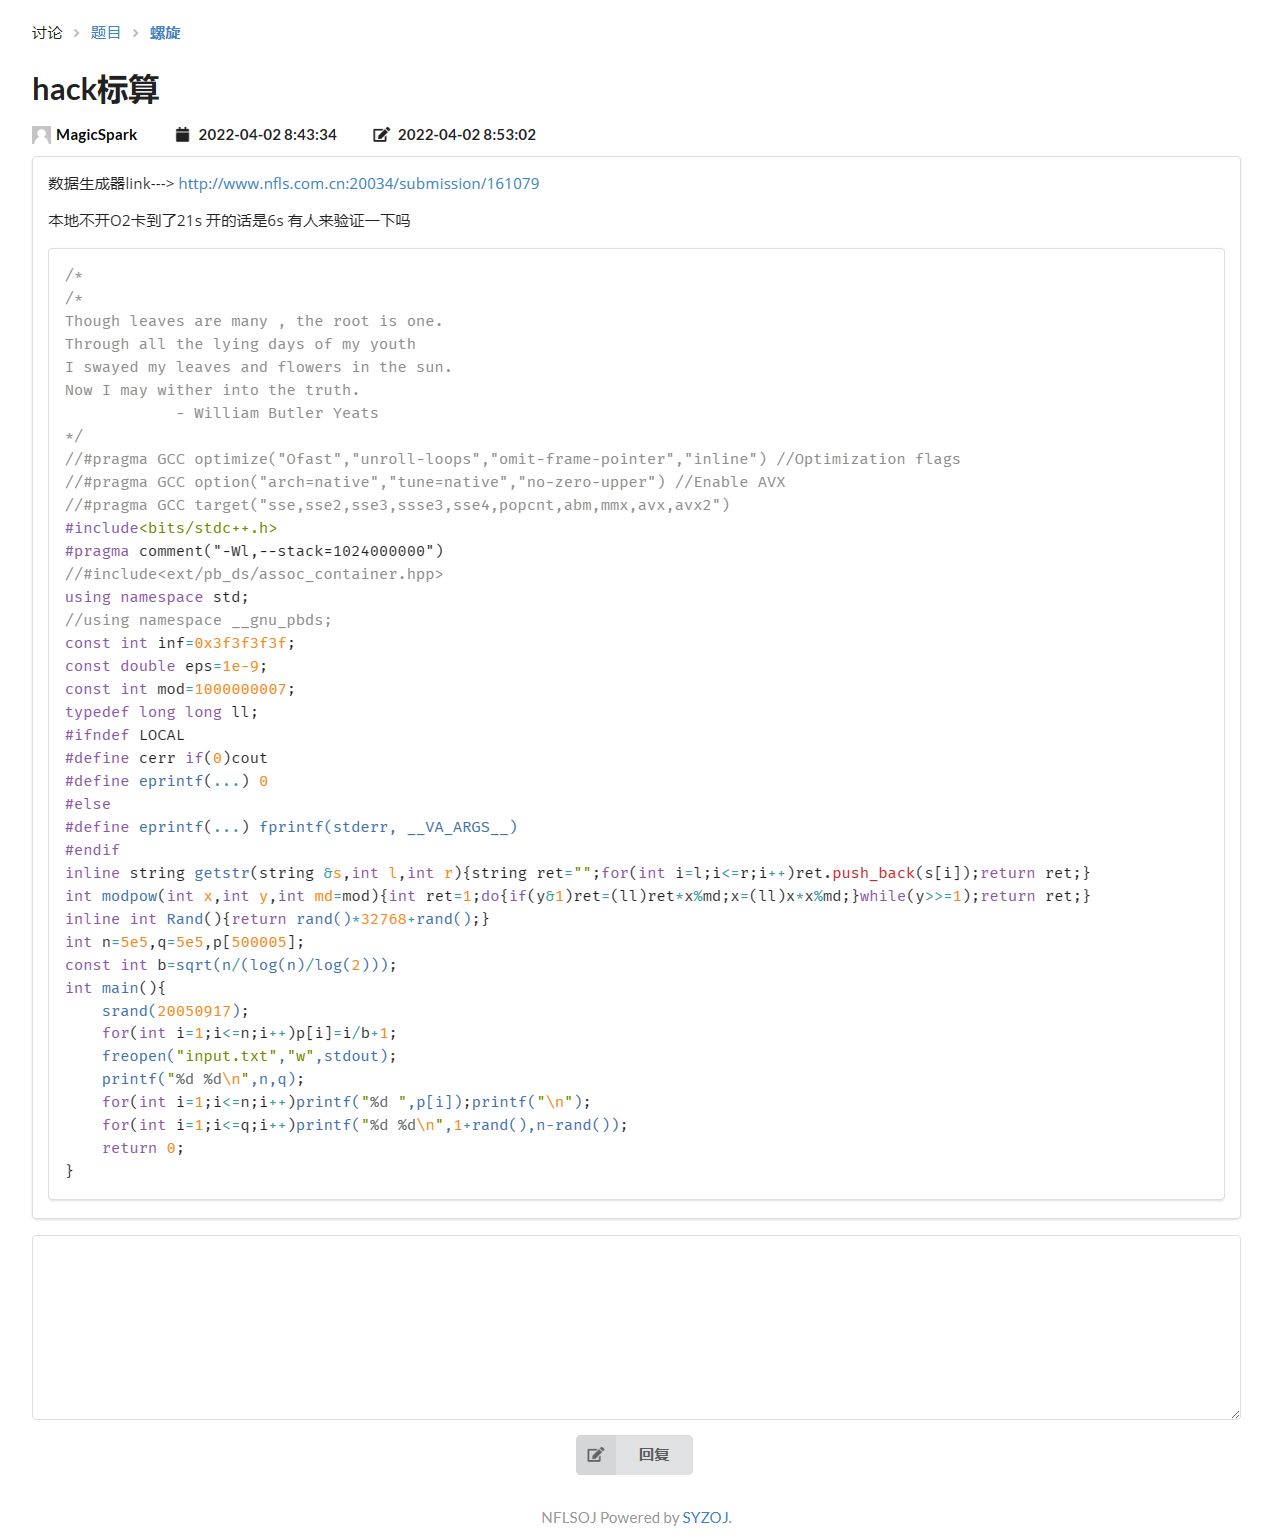 讨论 题目 螺旋
hack标算
MagicSpark 2022-04-02 8:43:34 2022-04-02 8:53:02
数据生成器link---> http://www.nfls.com.cn:20034/submission/161079
本地不开O2卡到了21s 开的话是6s 有人来验证一下吗
/*
/*
Though leaves are many , the root is one.
Through all the lying days of my youth
I swayed my leaves and flowers in the sun.
Now I may wither into the truth.
            - William Butler Yeats
*/
//#pragma GCC optimize("Ofast","unroll-loops","omit-frame-pointer","inline") //Optimization flags
//#pragma GCC option("arch=native","tune=native","no-zero-upper") //Enable AVX
//#pragma GCC target("sse,sse2,sse3,ssse3,sse4,popcnt,abm,mmx,avx,avx2")
#include<bits/stdc++.h>
#pragma comment("-Wl,--stack=1024000000")
//#include<ext/pb_ds/assoc_container.hpp>
using namespace std;
//using namespace __gnu_pbds;
const int inf=0x3f3f3f3f;
const double eps=1e-9;
const int mod=1000000007;
typedef long long ll;
#ifndef LOCAL
#define cerr if(0)cout
#define eprintf(...) 0
#else
#define eprintf(...) fprintf(stderr, __VA_ARGS__)
#endif
inline string getstr(string &s,int l,int r){string ret="";for(int i=l;i<=r;i++)ret.push_back(s[i]);return ret;}
int modpow(int x,int y,int md=mod){int ret=1;do{if(y&1)ret=(ll)ret*x%md;x=(ll)x*x%md;}while(y>>=1);return ret;}
inline int Rand(){return rand()*32768+rand();}
int n=5e5,q=5e5,p[500005];
const int b=sqrt(n/(log(n)/log(2)));
int main(){
    srand(20050917);
    for(int i=1;i<=n;i++)p[i]=i/b+1;
    freopen("input.txt","w",stdout);
    printf("%d %d\n",n,q);
    for(int i=1;i<=n;i++)printf("%d ",p[i]);printf("\n");
    for(int i=1;i<=q;i++)printf("%d %d\n",1+rand(),n-rand());
    return 0;
}
回复
NFLSOJ Powered by SYZOJ.